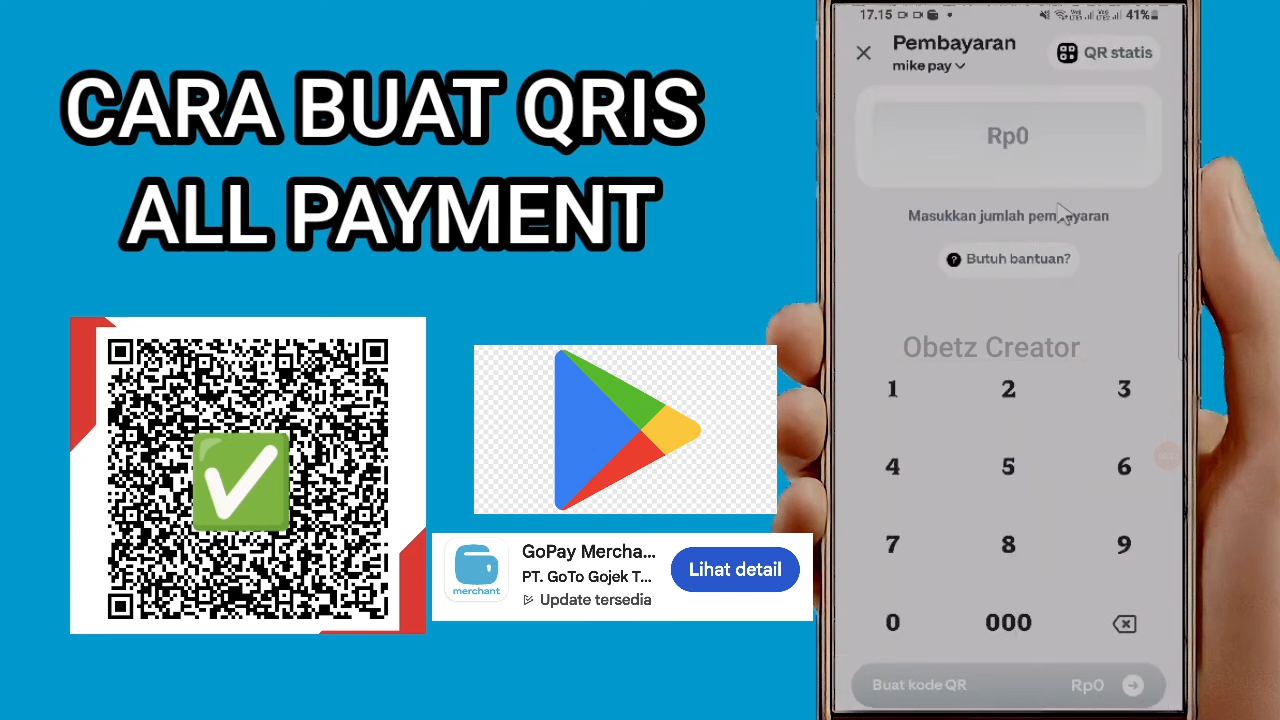 CARA BUAT QRIS
ALL PAYMENT
GoPay Mercha...
PT. GoTo Gojek T...
Update tersedia
Lihat detail
merchant
17.15
41%
Pembayaran
mike pay
QR statis
Rp0
Masukkan jumlah pembayaran
Butuh bantuan?
Obetz Creator
1 2 3
4 5 6
7 8 9
0 000
Buat kode QR Rp0